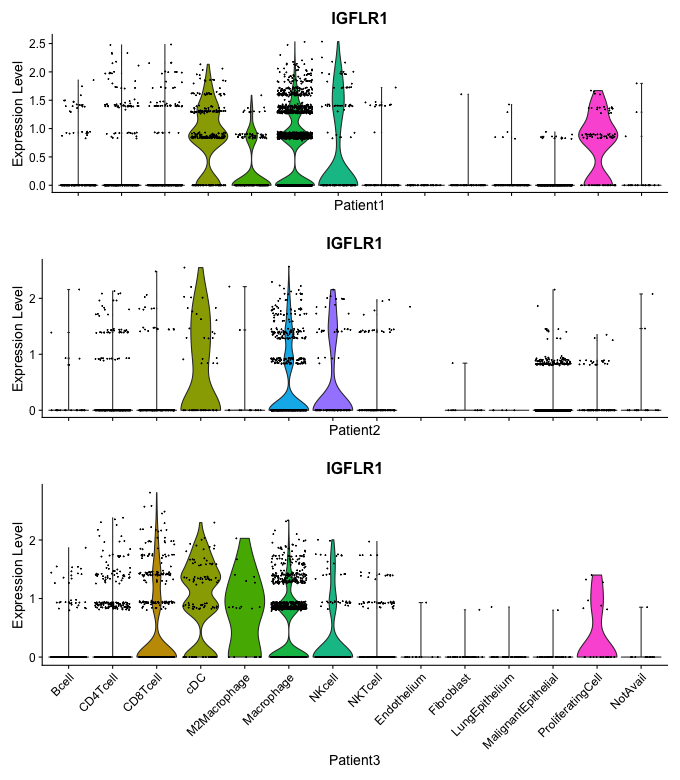 IGFLR1
Expression Level
2.5
2.0
1.5
1.0
0.5
0.0
Patient1
IGFLR1
Expression Level
2
1
0
Patient2
IGFLR1
Expression Level
2
1
0
Bcell
CD4Tcell
CD8Tcell
cDC
M2Macrophage
Macrophage
NKcell
NKTcell
Endothelium
Fibroblast
LungEpithelium
MalignantEpithelial
ProliferatingCell
NotAvail
Patient3